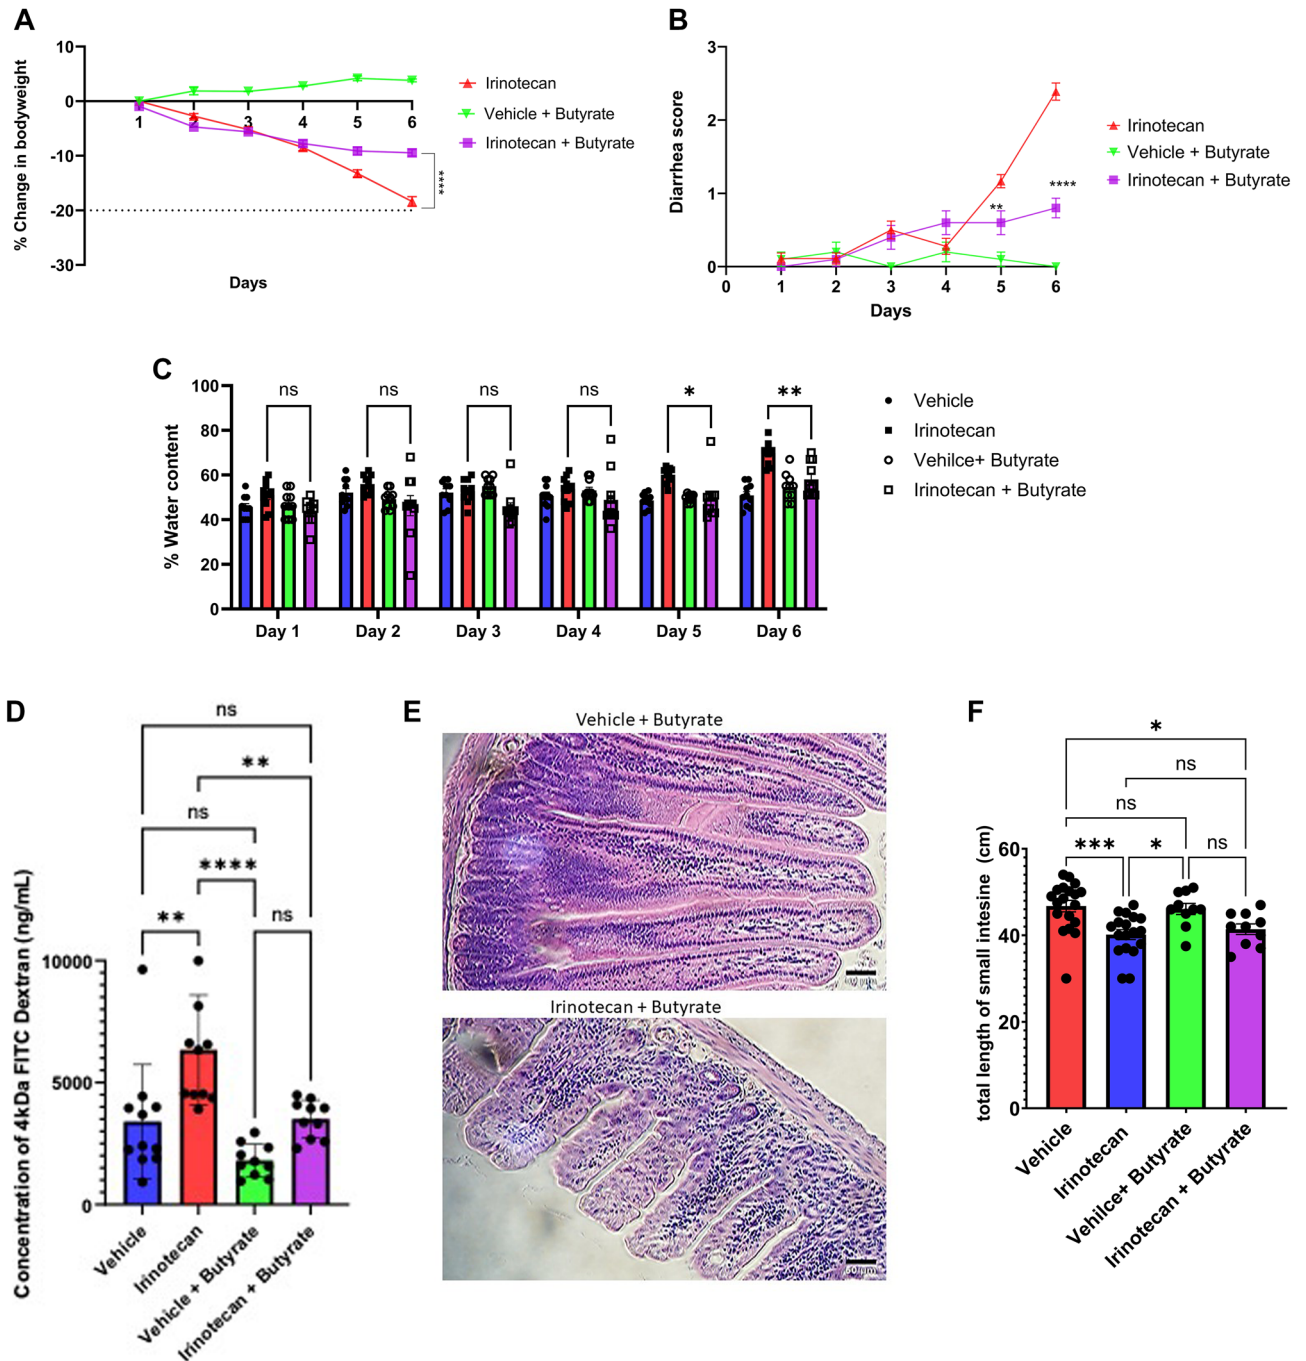 A
10
0
-10
-20
-30
% Change in bodyweight
1 2 3 4 5 6
Days
****
Irinotecan
Vehicle + Butyrate
Irinotecan + Butyrate
B
3
2
1
0
Diarrhea score
0 1 2 3 4 5 6
Days
**
****
Irinotecan
Vehicle + Butyrate
Irinotecan + Butyrate
C
100
80
60
40
20
0
% Water content
ns ns ns ns * **
Day 1 Day 2 Day 3 Day 4 Day 5 Day 6
Vehicle
Irinotecan
Vehilce+ Butyrate
Irinotecan + Butyrate
D
ns
**
ns
****
ns
**
10000
5000
0
Concentration of 4kDa FITC Dextran (ng/mL)
Vehicle
Irinotecan
Vehicle + Butyrate
Irinotecan + Butyrate
E
Vehicle + Butyrate
Irinotecan + Butyrate
F
*
ns
ns
*** * ns
60
40
20
0
total length of small intesine (cm)
Vehicle
Irinotecan
Vehilce+ Butyrate
Irinotecan + Butyrate